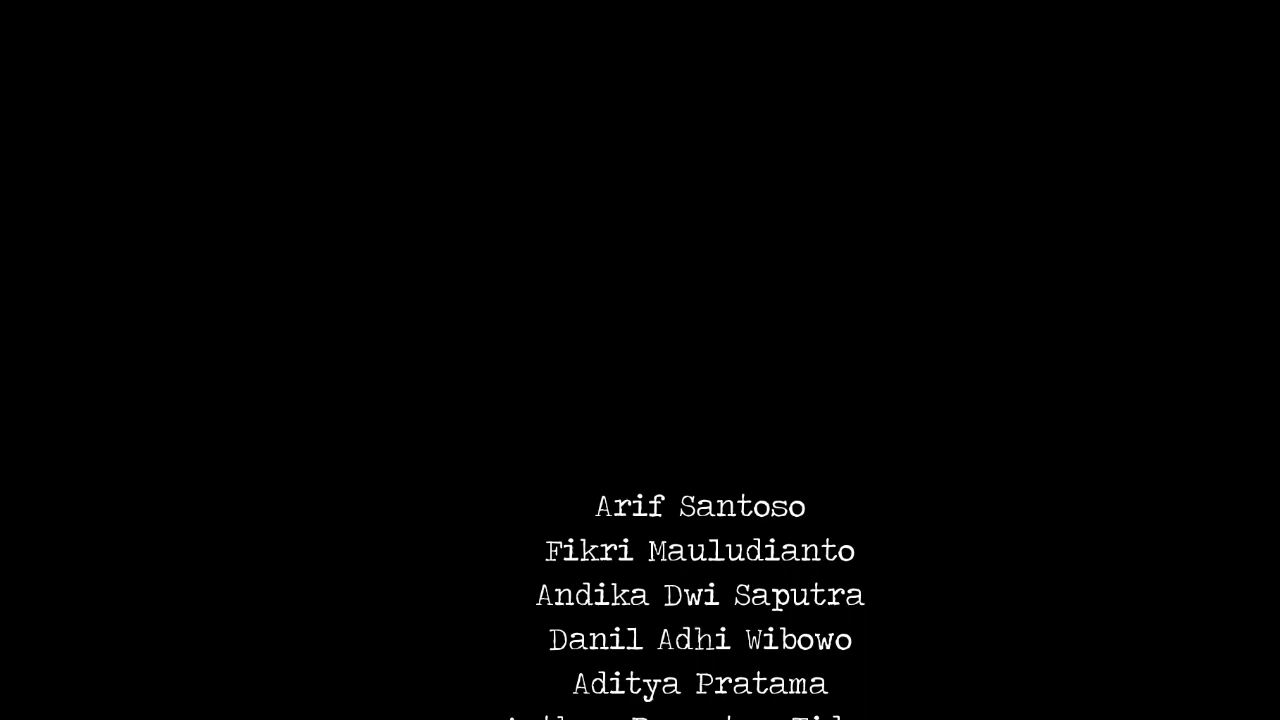 Arif Santoso
Fikri Mauludianto
Andika Dwi Saputra
Danil Adhi Wibowo
Aditya Pratama